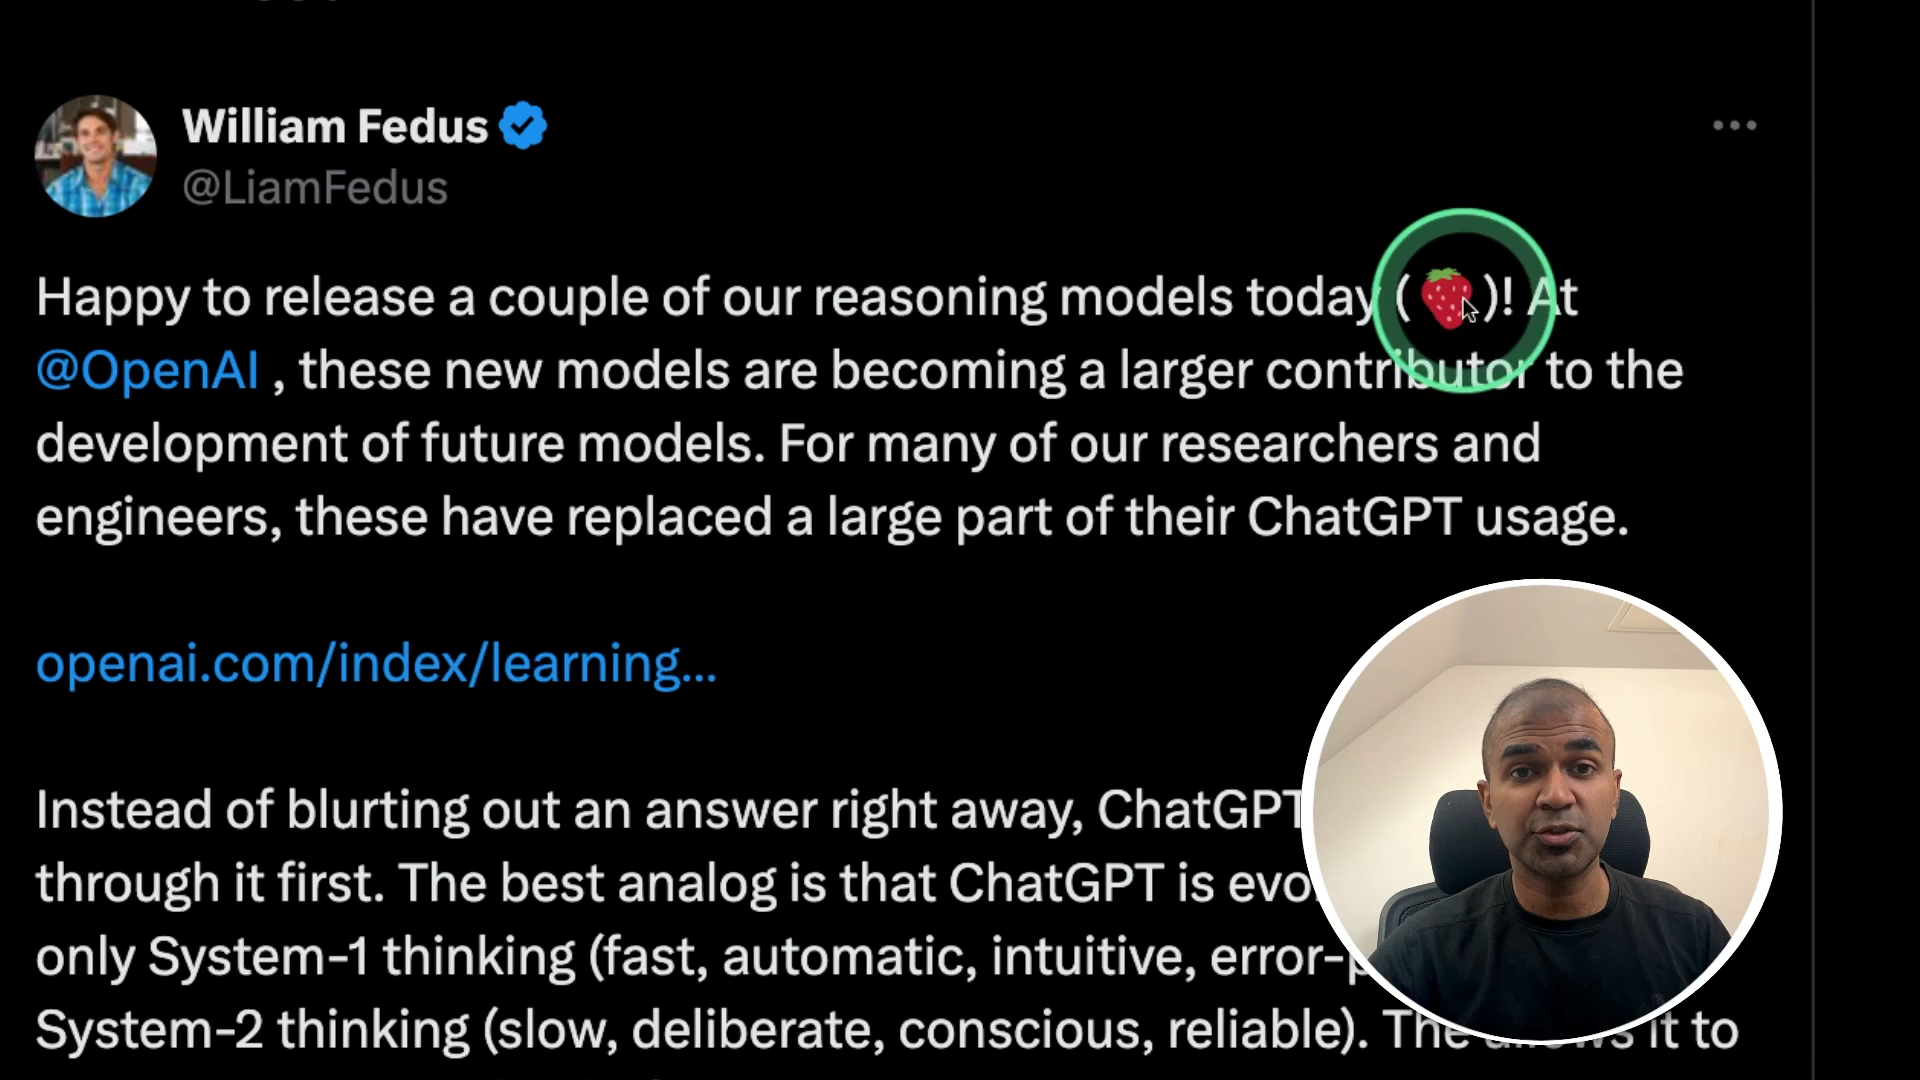 William Fedus
@LiamFedus
Happy to release a couple of our reasoning models today (🍓)! At
@OpenAI , these new models are becoming a larger contributor to the
development of future models. For many of our researchers and
engineers, these have replaced a large part of their ChatGPT usage.
openai.com/index/learning...
Instead of blurting out an answer right away, ChatGPT
through it first. The best analog is that ChatGPT is
only System-1 thinking (fast, automatic, intuitive,
System-2 thinking (slow, deliberate, conscious, reliable). The allows it to